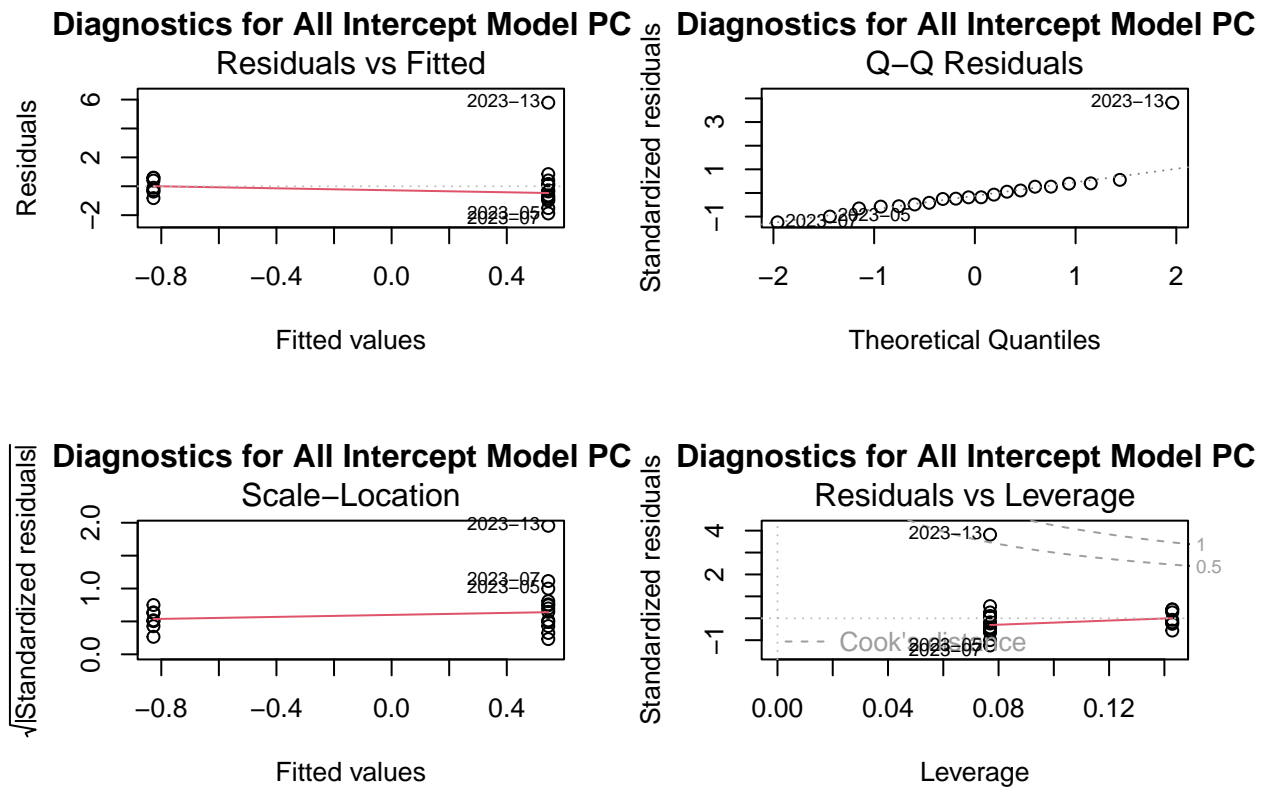 Diagnostics for All Intercept Model PC
Residuals vs Fitted
Residuals
6
2
−2
2023−13
2023−05
2023−07
−0.8
−0.4
0.0
0.4
Fitted values
Diagnostics for All Intercept Model PC
Q−Q Residuals
Standardized residuals
3
1
−1
2023−13
2023−07
2023−05
−2
−1
0
1
2
Theoretical Quantiles
Diagnostics for All Intercept Model PC
Scale−Location
√|Standardized residuals|
2.0
1.0
0.0
2023−13
2023−07
2023−05
−0.8
−0.4
0.0
0.4
Fitted values
Diagnostics for All Intercept Model PC
Residuals vs Leverage
Standardized residuals
4
2
−1
2023−13
1
0.5
Cook's distance
2023−05
2023−07
0.00
0.04
0.08
0.12
Leverage